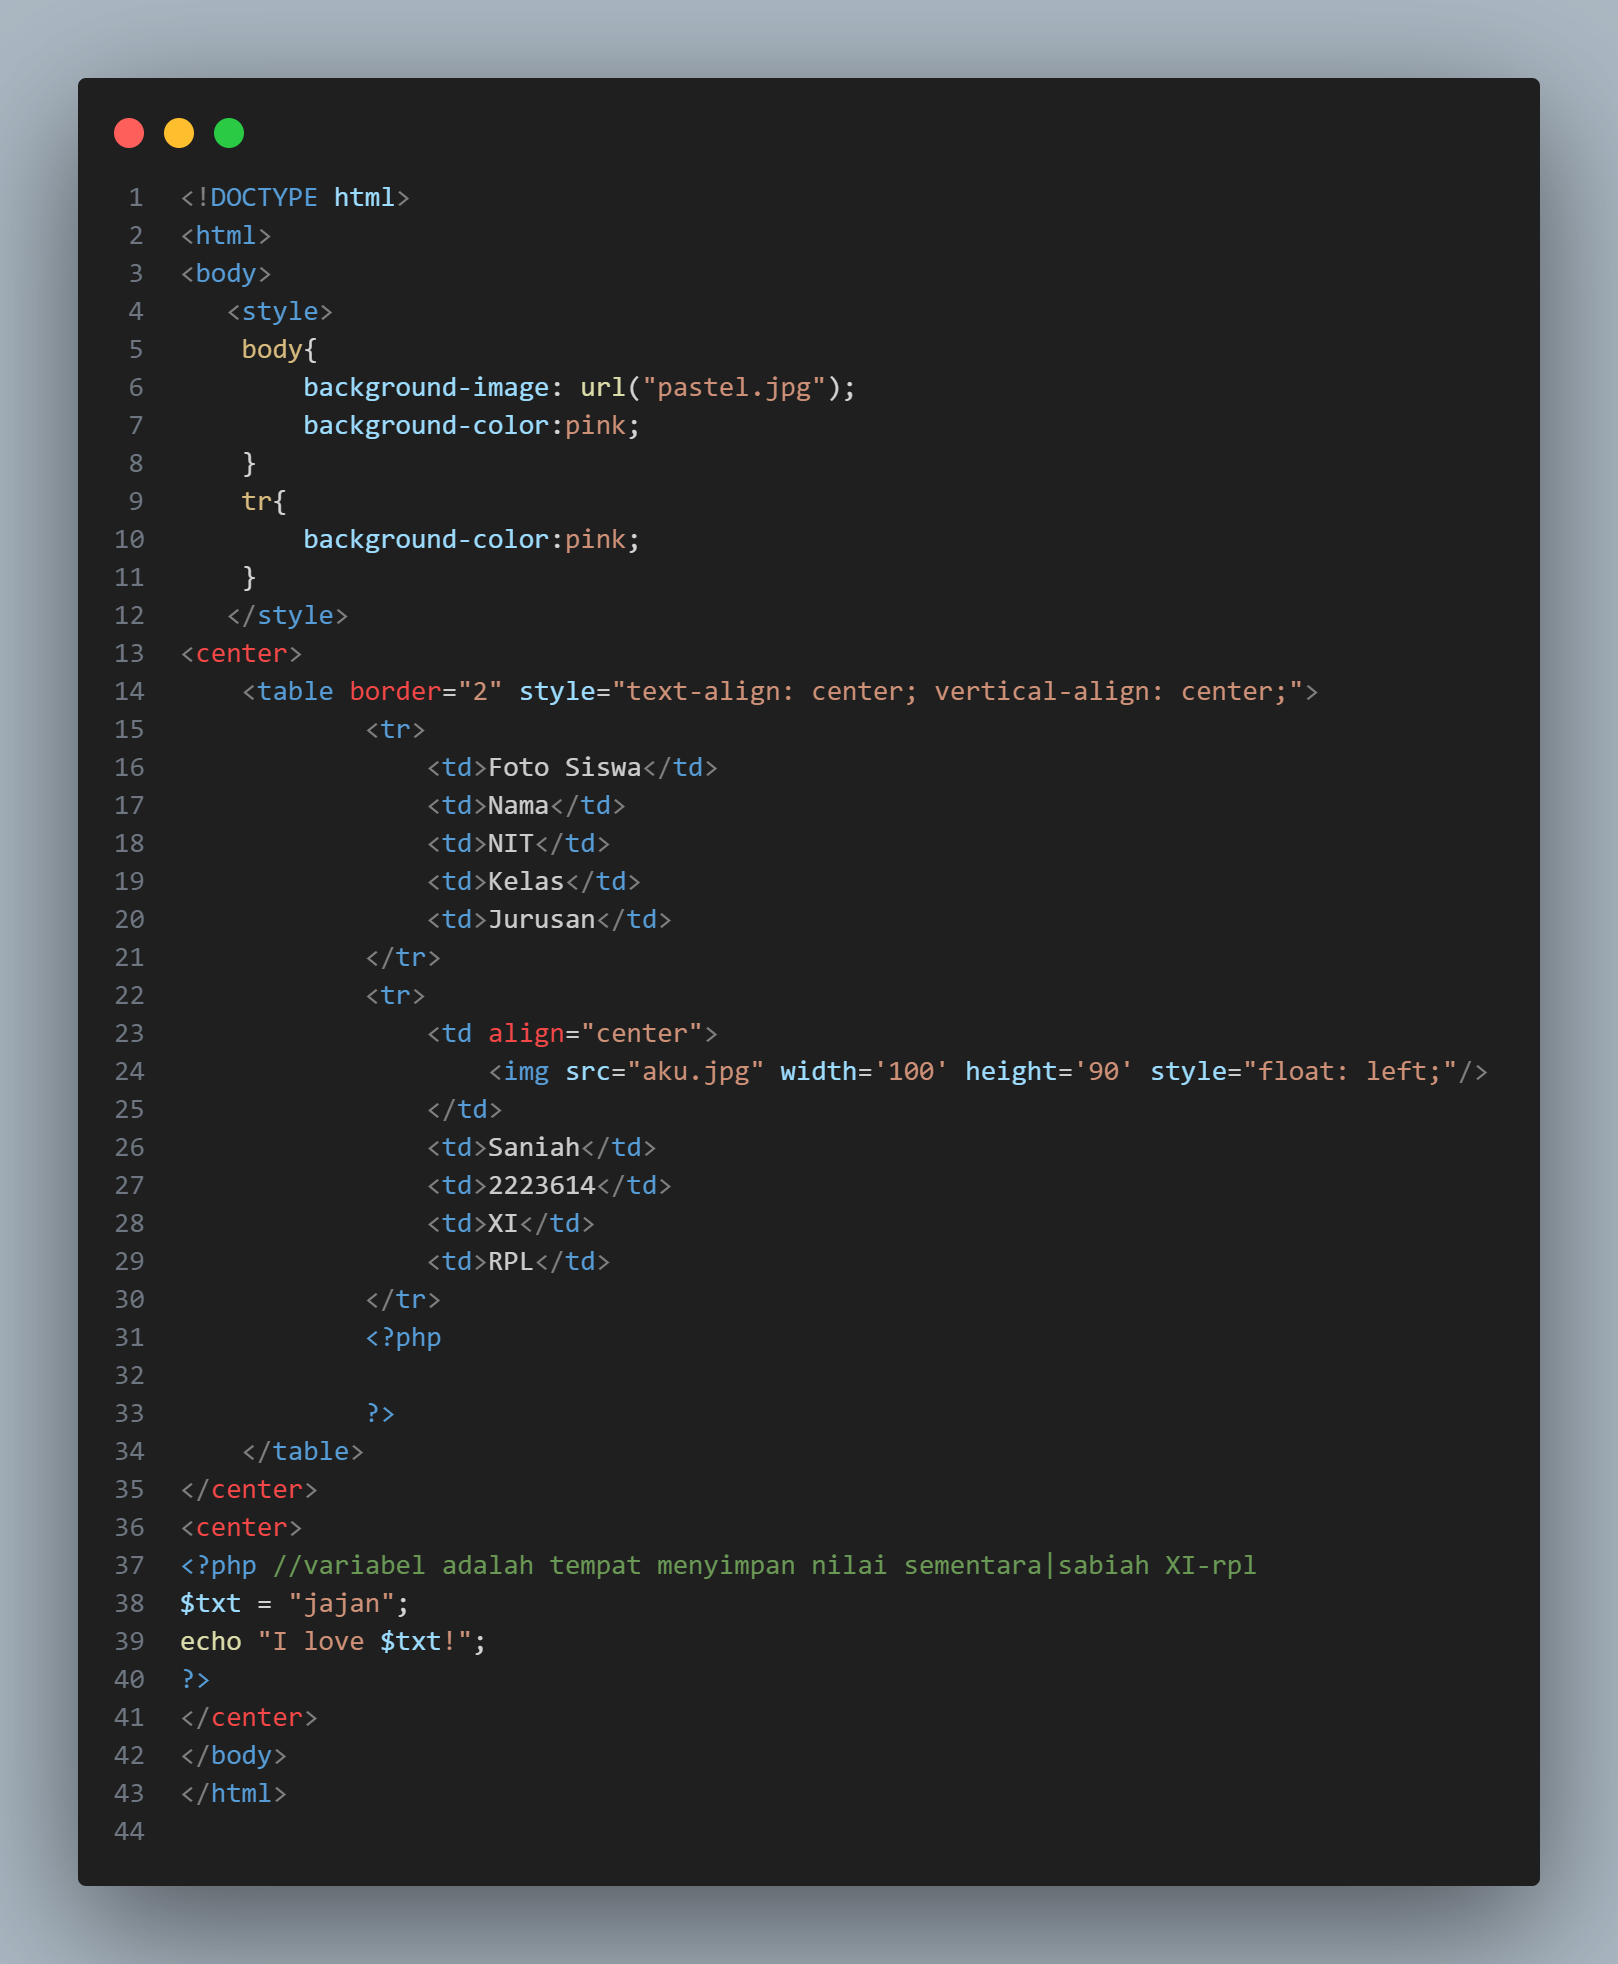 1 <!DOCTYPE html>
2 <html>
3 <body>
4    <style>
5     body{
6         background-image: url("pastel.jpg");
7         background-color:pink;
8     }
9     tr{
10         background-color:pink;
11     }
12    </style>
13 <center>
14     <table border="2" style="text-align: center; vertical-align: center;">
15             <tr>
16                 <td>Foto Siswa</td>
17                 <td>Nama</td>
18                 <td>NIT</td>
19                 <td>Kelas</td>
20                 <td>Jurusan</td>
21             </tr>
22             <tr>
23                 <td align="center">
24                     <img src="aku.jpg" width='100' height='90' style="float: left;"/>
25                 </td>
26                 <td>Saniah</td>
27                 <td>2223614</td>
28                 <td>XI</td>
29                 <td>RPL</td>
30             </tr>
31             <?php
32
33             ?>
34     </table>
35 </center>
36 <center>
37 <?php //variabel adalah tempat menyimpan nilai sementara|sabiah XI-rpl
38 $txt = "jajan";
39 echo "I love $txt!";
40 ?>
41 </center>
42 </body>
43 </html>
44